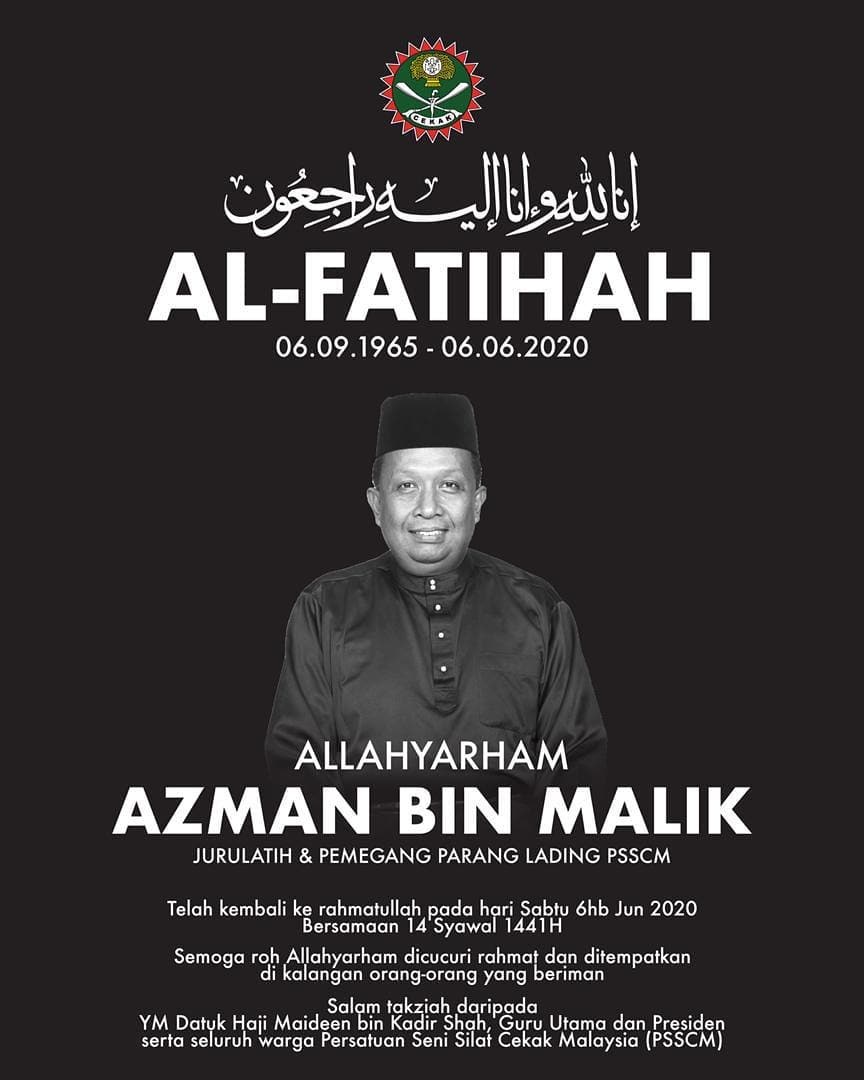 CEKAK
إنا لله وإنا إليه راجعون
AL-FATIHAH
06.09.1965 - 06.06.2020
ALLAHYARHAM
AZMAN BIN MALIK
JURULATIH & PEMEGANG PARANG LADING PSSCM
Telah kembali ke rahmatullah pada hari Sabtu 6hb Jun 2020
Bersamaan 14 Syawal 1441H
Semoga roh Allahyarham dicucuri rahmat dan ditempatkan
di kalangan orang-orang yang beriman
Salam takziah daripada
YM Datuk Haji Maideen bin Kadir Shah, Guru Utama dan Presiden
serta seluruh warga Persatuan Seni Silat Cekak Malaysia (PSSCM)